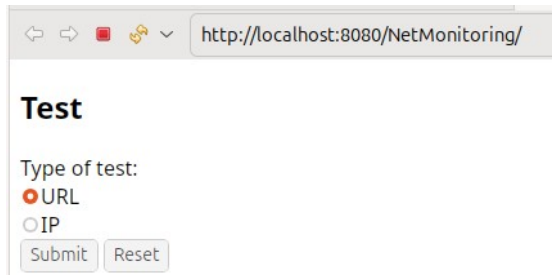 http://localhost:8080/NetMonitoring/
Test
Type of test:
URL
IP
Submit Reset